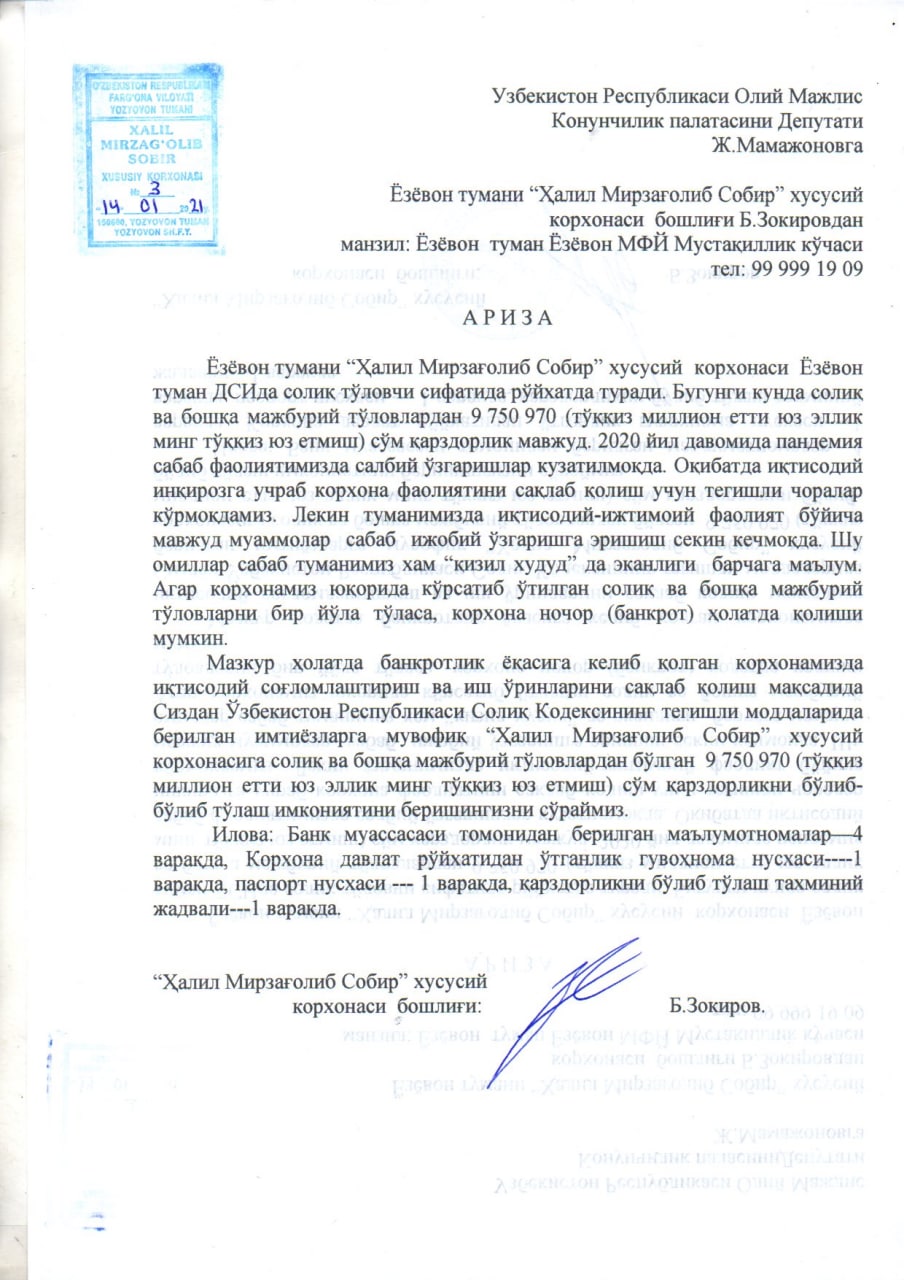 O'ZBEKISTON RESPUBLIKASI
FARG'ONA VILOYATI
YOZYOVON TUMANI
XALIL
MIRZAG'OLIB
SOBIR
XUSUSIY KORXONASI
№ 3
"14" 01 2021
YOZYOVON TUMANI
YOZYOVON SH.F.Y.
Узбекистон Республикаси Олий Мажлис
Конунчилик палатасини Депутати
Ж.Мамажоновга
Ёзёвон тумани “Ҳалил Мирзағолиб Собир” хусусий
корхонаси бошлиғи Б.Зокировдан
манзил: Ёзёвон туман Ёзёвон МФЙ Мустақиллик кўчаси
тел: 99 999 19 09
А Р И З А
Ёзёвон тумани “Ҳалил Мирзағолиб Собир” хусусий корхонаси Ёзёвон
туман ДСИда солиқ тўловчи сифатида рўйхатда туради. Бугунги кунда солиқ
ва бошқа мажбурий тўловлардан 9 750 970 (тўққиз миллион етти юз эллик
минг тўққиз юз етмиш) сўм қарздорлик мавжуд. 2020 йил давомида пандемия
сабаб фаолиятимизда салбий ўзгаришлар кузатилмоқда. Оқибатда иқтисодий
инқирозга учраб корхона фаолиятини сақлаб қолиш учун тегишли чоралар
кўрмоқдамиз. Лекин туманимизда иқтисодий-ижтимоий фаолият бўйича
мавжуд муаммолар сабаб ижобий ўзгаришга эришиш секин кечмоқда. Шу
омиллар сабаб туманимиз хам “қизил худуд” да эканлиги барчага маълум.
Агар корхонамиз юқорида кўрсатиб ўтилган солиқ ва бошқа мажбурий
тўловларни бир йўла тўласа, корхона ночор (банкрот) ҳолатда қолиши
мумкин.
Мазкур ҳолатда банкротлик ёқасига келиб қолган корхонамизда
иқтисодий соғломлаштириш ва иш ўринларини сақлаб қолиш мақсадида
Сиздан Ўзбекистон Республикаси Солиқ Кодексининг тегишли моддаларида
берилган имтиёзларга мувофиқ “Ҳалил Мирзағолиб Собир” хусусий
корхонасига солиқ ва бошқа мажбурий тўловлардан бўлган 9 750 970 (тўққиз
миллион етти юз эллик минг тўққиз юз етмиш) сўм қарздорликни бўлиб-
бўлиб тўлаш имкониятини беришингизни сўраймиз.
Илова: Банк муассасаси томонидан берилган маълумотномалар—4
варақда, Корхона давлат рўйхатидан ўтганлик гувоҳнома нусхаси----1
варақда, паспорт нусхаси --- 1 варақда, қарздорликни бўлиб тўлаш тахминий
жадвали---1 варақда.
“Ҳалил Мирзағолиб Собир” хусусий
корхонаси бошлиғи: Б.Зокиров.